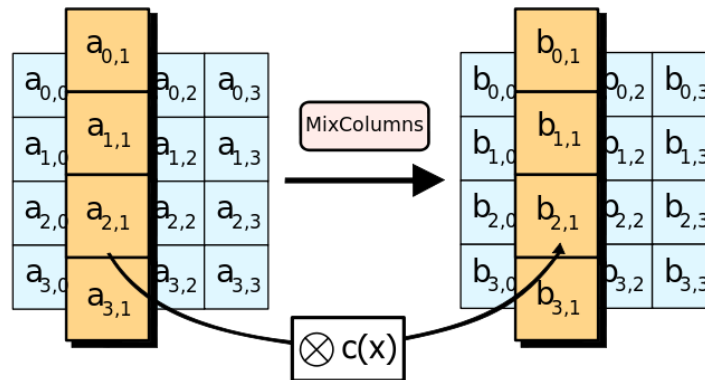 a0,0 a0,1 a0,2 a0,3
a1,0 a1,1 a1,2 a1,3
a2,0 a2,1 a2,2 a2,3
a3,0 a3,1 a3,2 a3,3
MixColumns
b0,0 b0,1 b0,2 b0,3
b1,0 b1,1 b1,2 b1,3
b2,0 b2,1 b2,2 b2,3
b3,0 b3,1 b3,2 b3,3
⊗ c(x)